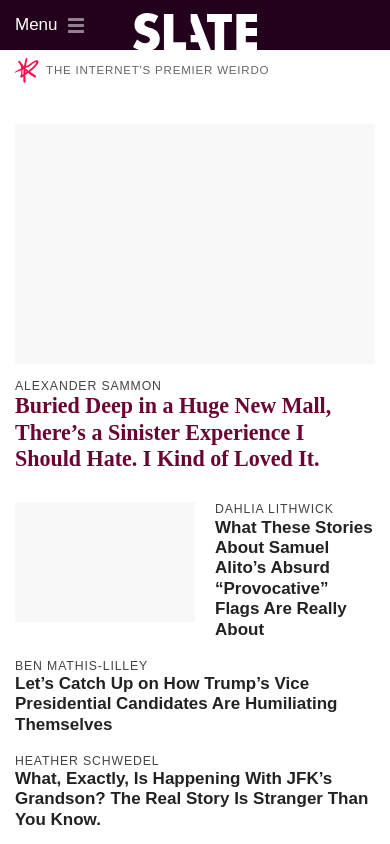 Menu
SLATE
THE INTERNET'S PREMIER WEIRDO
ALEXANDER SAMMON
Buried Deep in a Huge New Mall,
There’s a Sinister Experience I
Should Hate. I Kind of Loved It.
DAHLIA LITHWICK
What These Stories
About Samuel
Alito’s Absurd
“Provocative”
Flags Are Really
About
BEN MATHIS-LILLEY
Let’s Catch Up on How Trump’s Vice
Presidential Candidates Are Humiliating
Themselves
HEATHER SCHWEDEL
What, Exactly, Is Happening With JFK’s
Grandson? The Real Story Is Stranger Than
You Know.